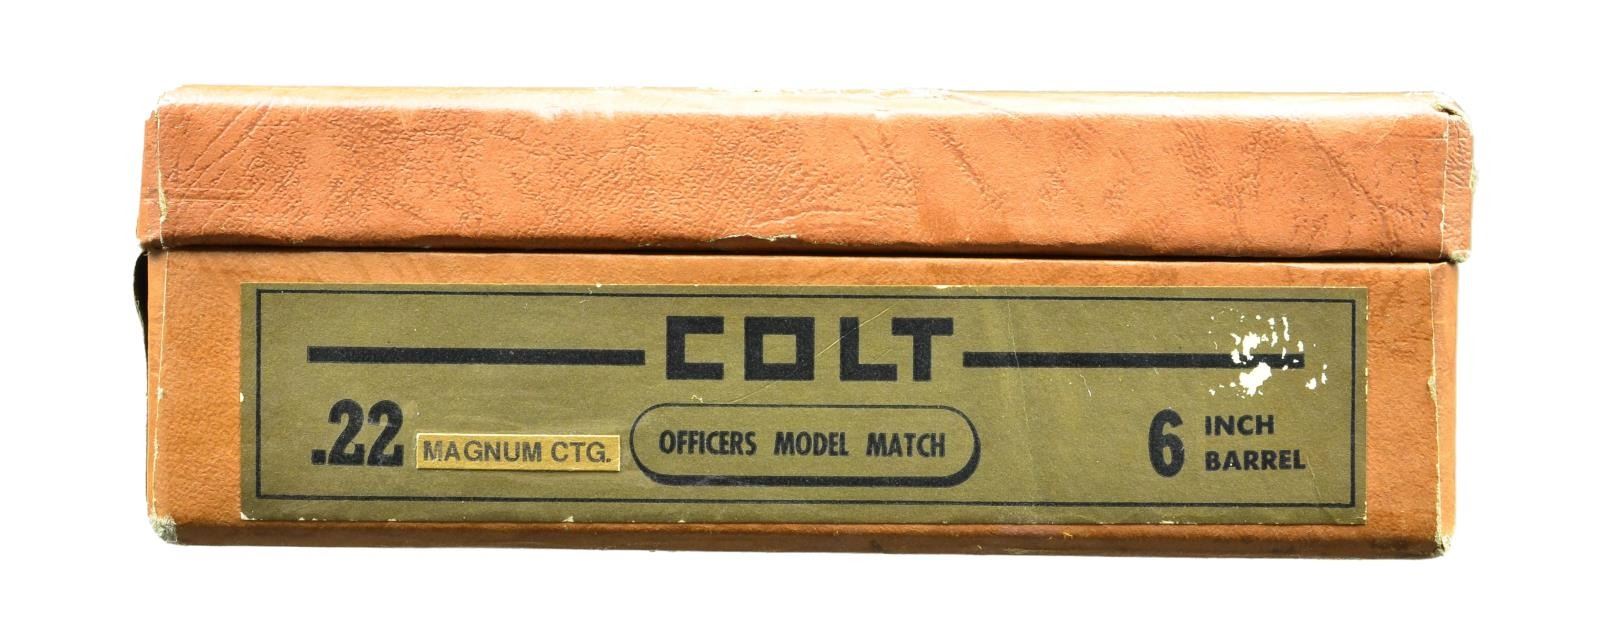 COLT
.22 MAGNUM CTG. OFFICERS MODEL MATCH 6 INCH
BARREL